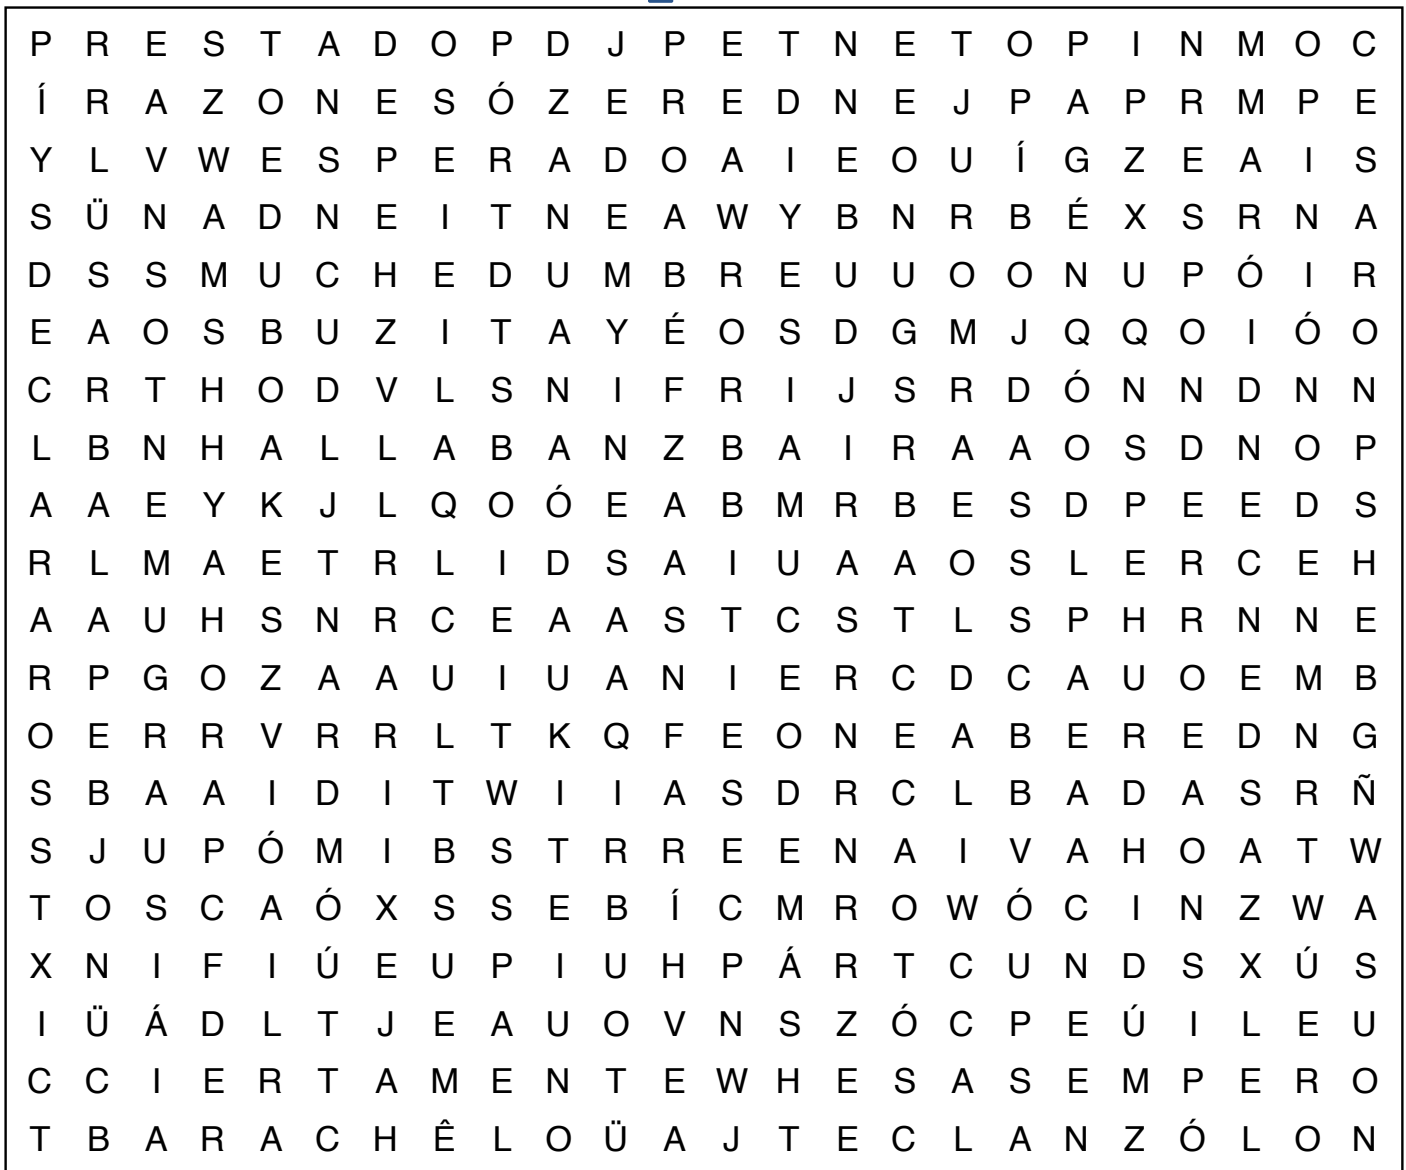 P R E S T A D O P D J P E T N E T O P I N M O C
Í R A Z O N E S Ó Z E R E D N E J P A P R M P E
Y L V W E S P E R A D O A I E O U Í G Z E A I S
S Ü N A D N E I T N E A W Y B N R B É X S R N A
D S S M U C H E D U M B R E U U O O N U P Ó I R
E A O S B U Z I T A Y É O S D G M J Q Q O I Ó O
C R T H O D V L S N I F R I J S R D Ó N N D N N
L B N H A L L A B A N Z B A I R A A O S D N O P
A A E Y K J L Q O Ó E A B M R B E S D P E E D S
R L M A E T R L I D S A I U A A O S L E R C E H
A A U H S N R C E A A S T C S T L S P H R N N E
R P G O Z A A U I U A N I E R C D C A U O E M B
O E R R V R R L T K Q F E O N E A B E R E D N G
S B A A I D I T W I I A S D R C L B A D A S R Ñ
S J U P Ó M I B S T R R E E N A I V A H O A T W
T O S C A Ó X S S E B Í C M R O W Ó C I N Z W A
X N I F I Ú E U P I U H P Á R T C U N D S X Ú S
I Ü Á D L T J E A U O V N S Z Ó C P E Ú I L E U
C C I E R T A M E N T E W H E S A S E M P E R O
T B A R A C H Ê L O Ü A J T E C L A N Z Ó L O N